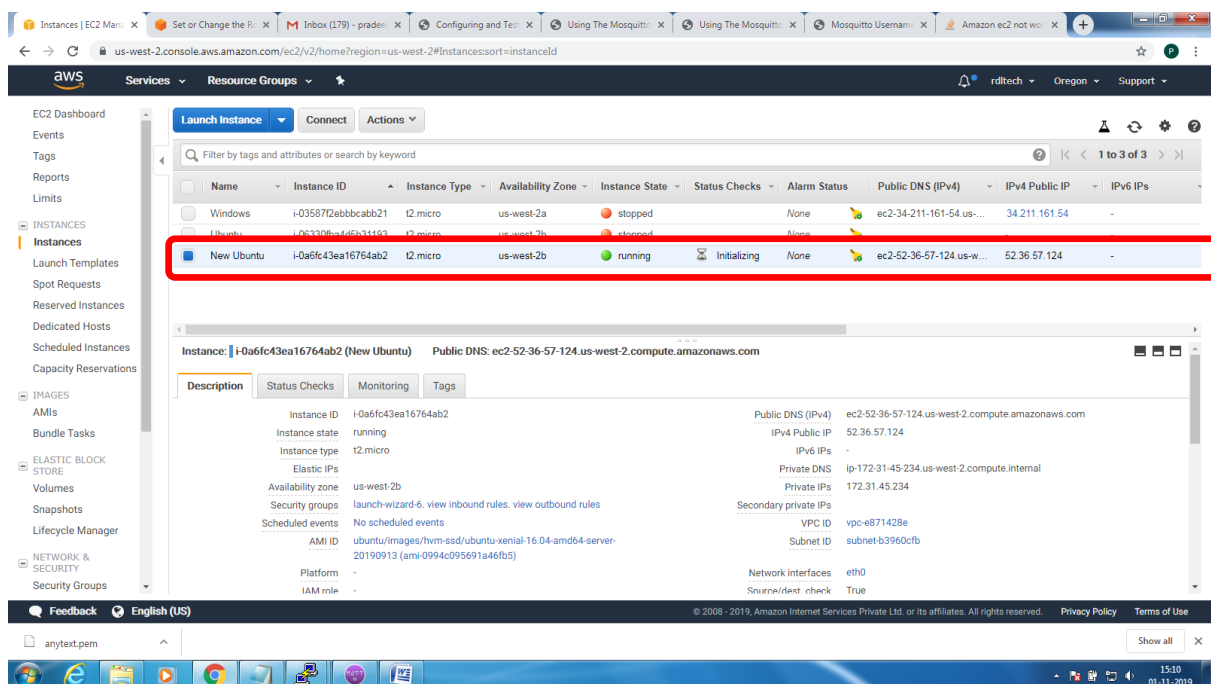 Instances | EC2 Mana
Set or Change the Ro
Inbox (179) - pradee
Configuring and Test
Using The Mosquitto
Using The Mosquitto
Mosquitto Username
Amazon ec2 not wor
us-west-2.console.aws.amazon.com/ec2/v2/home?region=us-west-2#Instances:sort=instanceId
P
aws Services Resource Groups rdltech Oregon Support
EC2 Dashboard
Events
Tags
Reports
Limits
INSTANCES
Instances
Launch Templates
Spot Requests
Reserved Instances
Dedicated Hosts
Scheduled Instances
Capacity Reservations
IMAGES
AMIs
Bundle Tasks
ELASTIC BLOCK
STORE
Volumes
Snapshots
Lifecycle Manager
NETWORK &
SECURITY
Security Groups
Launch Instance Connect Actions
Filter by tags and attributes or search by keyword 1 to 3 of 3
Name Instance ID Instance Type Availability Zone Instance State Status Checks Alarm Status Public DNS (IPv4) IPv4 Public IP IPv6 IPs
Windows i-03587f2ebbbcabb21 t2.micro us-west-2a stopped None ec2-34-211-161-54.us-... 34.211.161.54 -
Ubuntu i-06330fba4d5b31193 t2.micro us-west-2b stopped None
New Ubuntu i-0a6fc43ea16764ab2 t2.micro us-west-2b running Initializing None ec2-52-36-57-124.us-w... 52.36.57.124 -
Instance: i-0a6fc43ea16764ab2 (New Ubuntu) Public DNS: ec2-52-36-57-124.us-west-2.compute.amazonaws.com
Description Status Checks Monitoring Tags
Instance ID i-0a6fc43ea16764ab2
Instance state running
Instance type t2.micro
Elastic IPs
Availability zone us-west-2b
Security groups launch-wizard-6. view inbound rules. view outbound rules
Scheduled events No scheduled events
AMI ID ubuntu/images/hvm-ssd/ubuntu-xenial-16.04-amd64-server-
20190913 (ami-0994c095691a46fb5)
Platform -
IAM role -
Public DNS (IPv4) ec2-52-36-57-124.us-west-2.compute.amazonaws.com
IPv4 Public IP 52.36.57.124
IPv6 IPs -
Private DNS ip-172-31-45-234.us-west-2.compute.internal
Private IPs 172.31.45.234
Secondary private IPs
VPC ID vpc-e871428e
Subnet ID subnet-b3960cfb
Network interfaces eth0
Source/dest. check True
Feedback English (US) © 2008 - 2019, Amazon Internet Services Private Ltd. or its affiliates. All rights reserved. Privacy Policy Terms of Use
anytext.pem Show all
15:10
01-11-2019